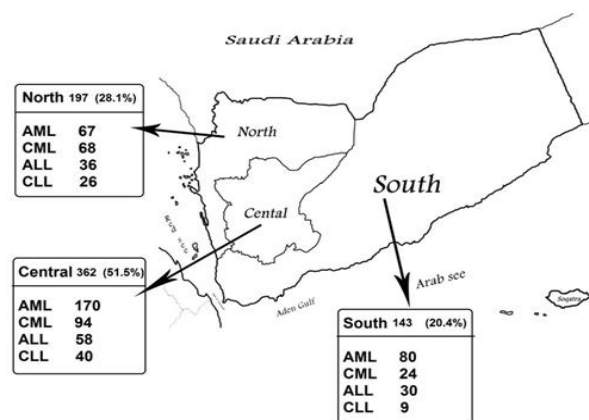 Saudi Arabia
North 197 (28.1%)
AML 67
CML 68
ALL 36
CLL 26
North
South
Cental
Central 362 (51.5%)
AML 170
CML 94
ALL 58
CLL 40
Arab see
Aden Gulf
Soqatra
South 143 (20.4%)
AML 80
CML 24
ALL 30
CLL 9